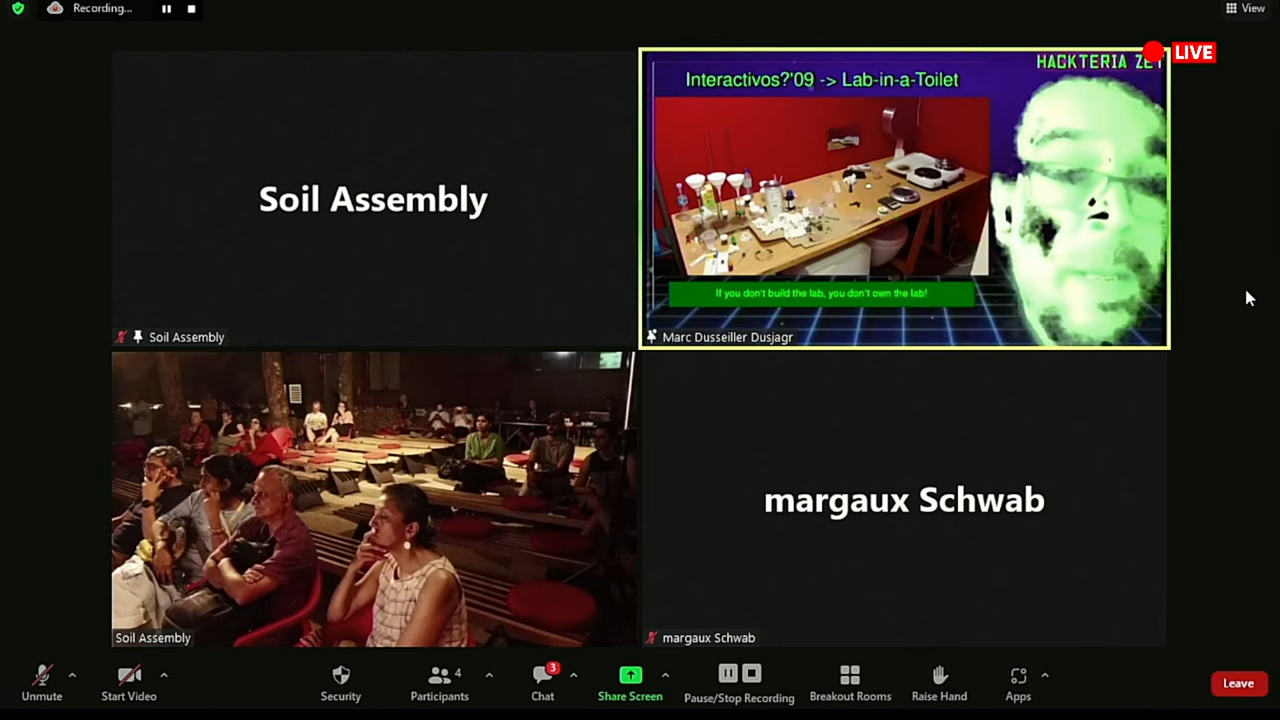 Recording...
View
LIVE
HACKTERIA ZET
Interactivos?'09 -> Lab-in-a-Toilet
Soil Assembly
If you don't build the lab, you don't own the lab!
Soil Assembly
Marc Dusseiller Dusjagr
margaux Schwab
Soil Assembly
margaux Schwab
4
3
Unmute
Start Video
Security
Participants
Chat
Share Screen
Pause/Stop Recording
Breakout Rooms
Raise Hand
Apps
Leave